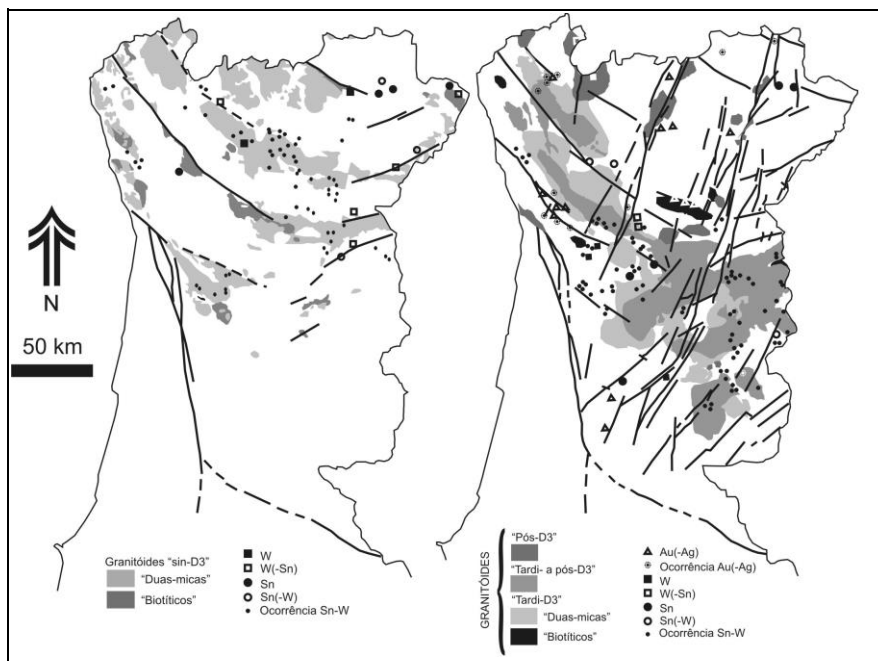 N
50 km
Granitóides "sin-D3"
"Duas-micas"
"Biotíticos"
W
W(-Sn)
Sn
Sn(-W)
Ocorrência Sn-W
GRANITÓIDES
"Pós-D3"
"Tardi- a pós-D3"
"Tardi-D3"
"Duas-micas"
"Biotíticos"
Au(-Ag)
Ocorrência Au(-Ag)
W
W(-Sn)
Sn
Sn(-W)
Ocorrência Sn-W